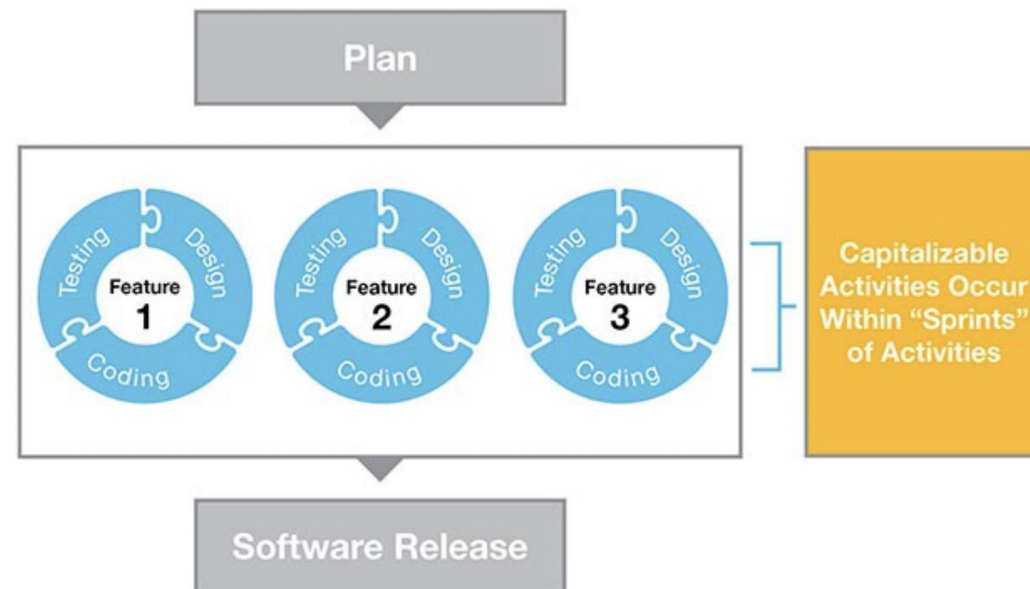 Plan
Testing
Design
Feature
1
Coding
Testing
Design
Feature
2
Coding
Testing
Design
Feature
3
Coding
Capitalizable
Activities Occur
Within “Sprints”
of Activities
Software Release